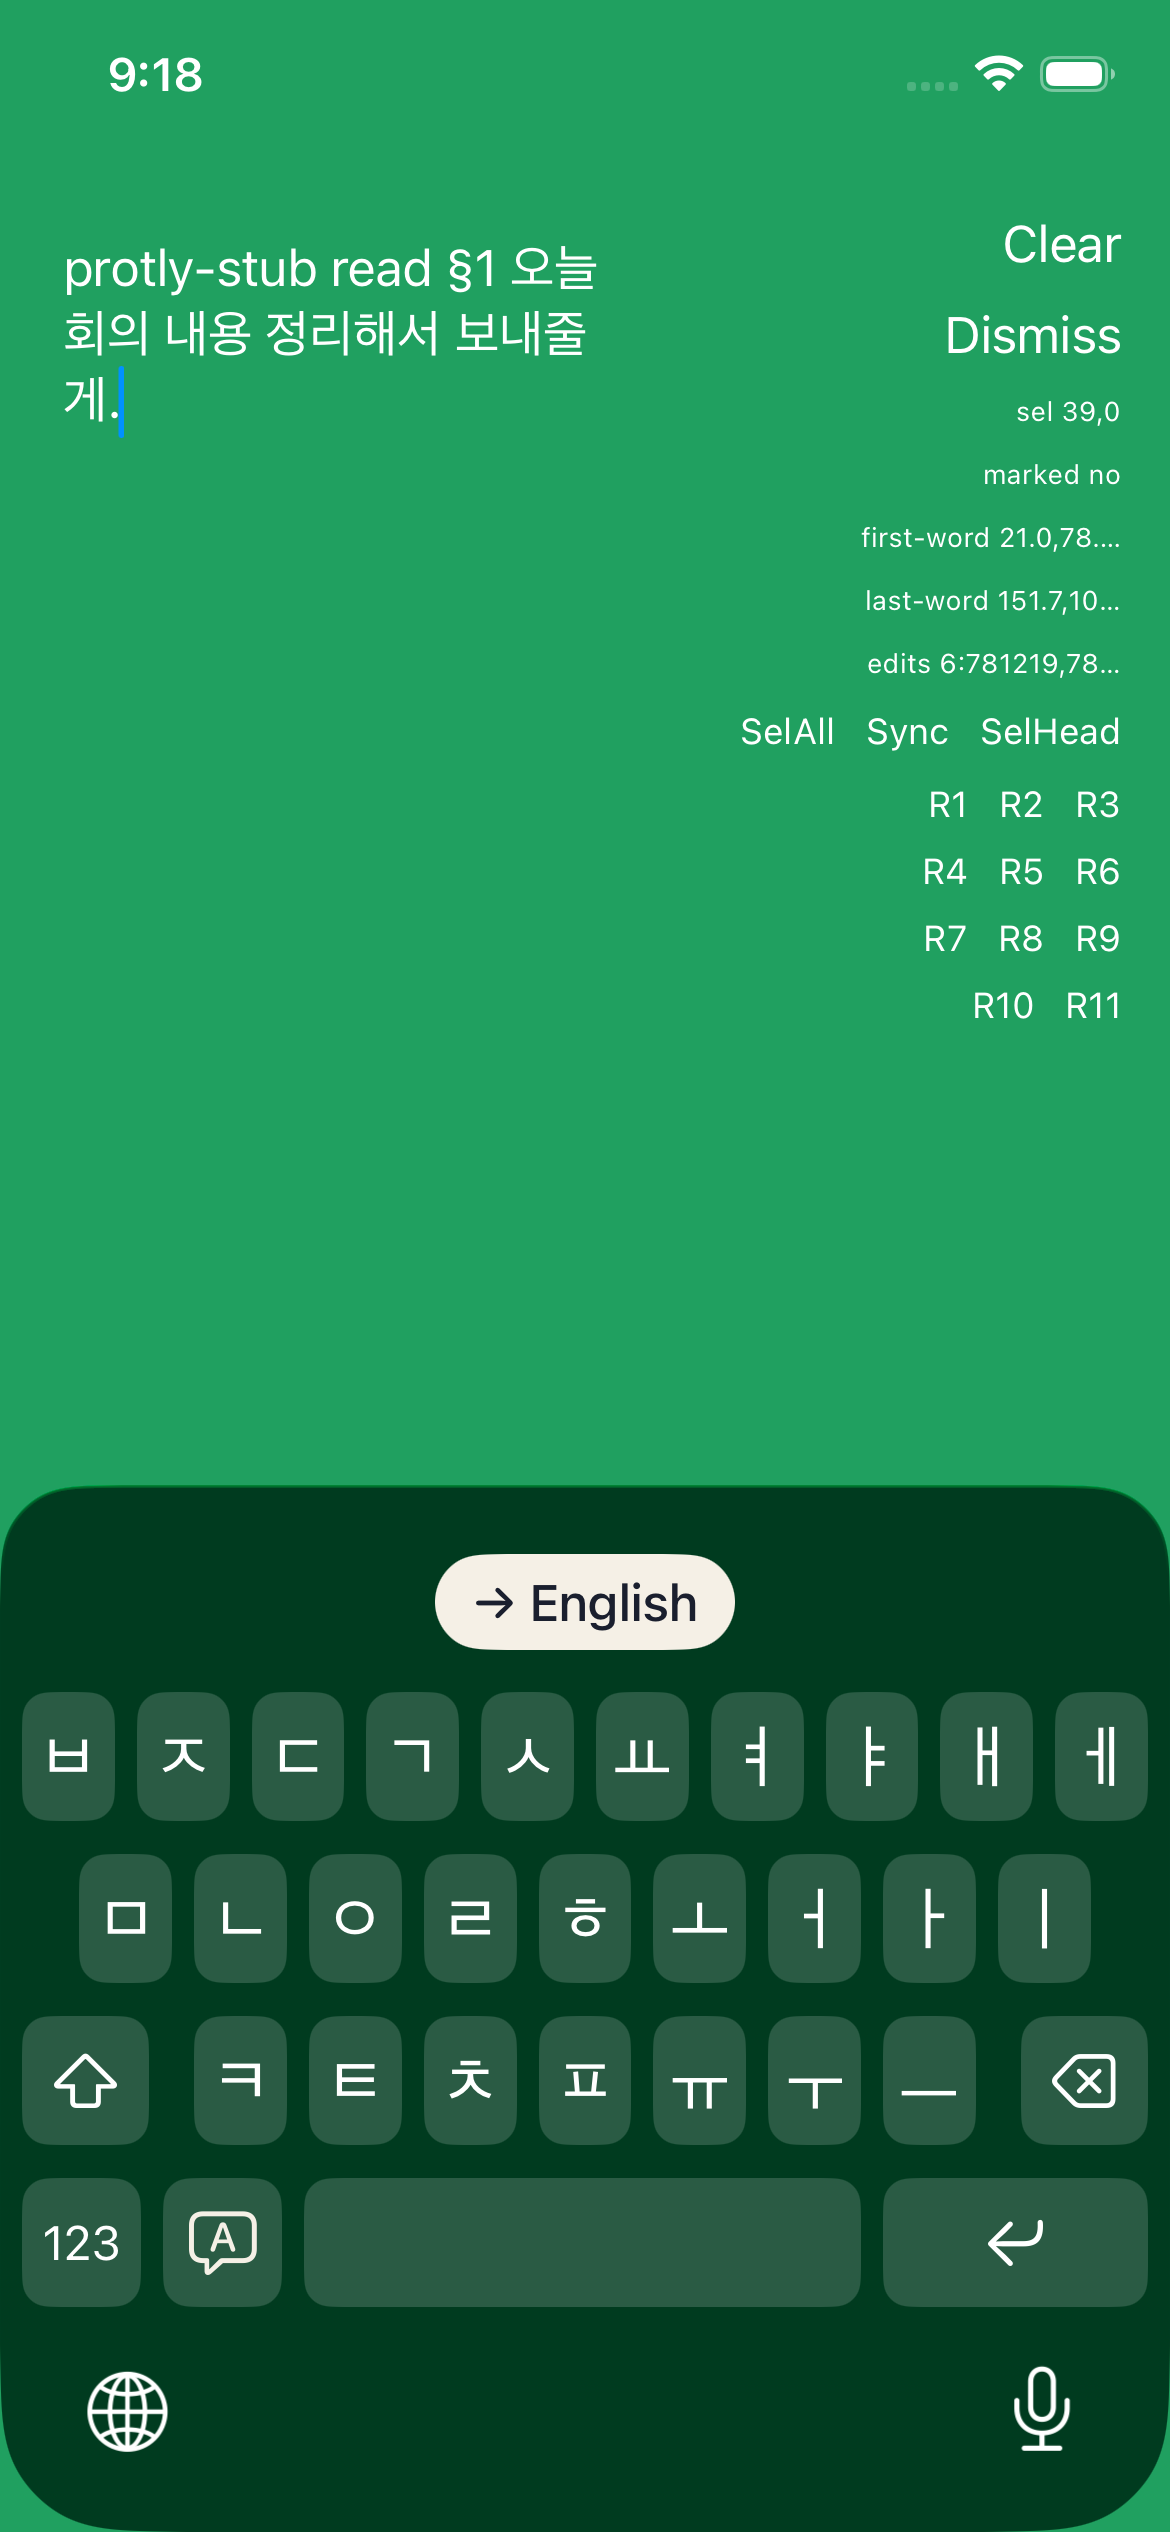 9:18
protly-stub read §1 오늘
회의 내용 정리해서 보내줄
게.
Clear
Dismiss
sel 39,0
marked no
first-word 21.0,78....
last-word 151.7,10...
edits 6:781219,78...
SelAll Sync SelHead
R1 R2 R3
R4 R5 R6
R7 R8 R9
R10 R11
→ English
ㅂ ㅈ ㄷ ㄱ ㅅ ㅛ ㅕ ㅑ ㅐ ㅔ
ㅁ ㄴ ㅇ ㄹ ㅎ ㅗ ㅓ ㅏ ㅣ
ㅋ ㅌ ㅊ ㅍ ㅠ ㅜ ㅡ
123 A